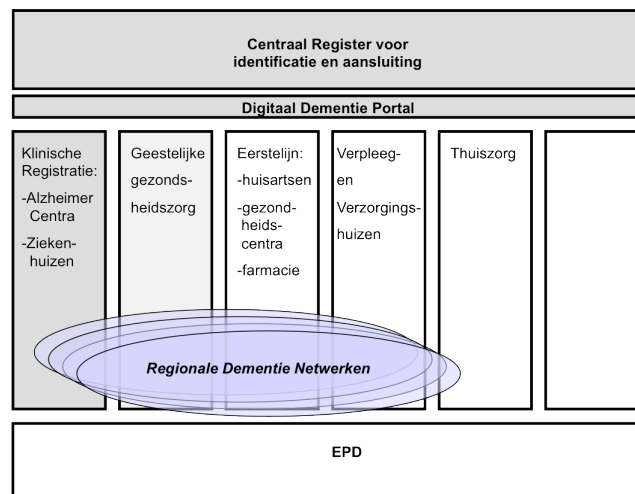 Centraal Register voor
identificatie en aansluiting
Digitaal Dementie Portal
Klinische
Registratie:
-Alzheimer
Centra
-Zieken-
huizen
Geestelijke
gezonds-
heidszorg
Eerstelijn:
-huisartsen
-gezond-
heids-
centra
-farmacie
Verpleeg-
en
Verzorgings-
huizen
Thuiszorg
Regionale Dementie Netwerken
EPD